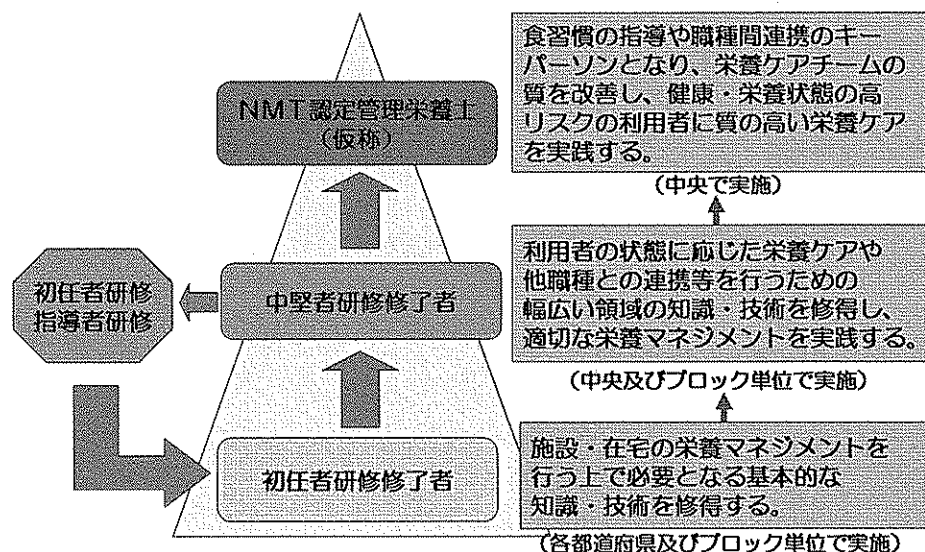 NMT認定管理栄養士
（仮称）
食習慣の指導や職種間連携のキー
パーソンとなり、栄養ケアチームの
質を改善し、健康・栄養状態の高
リスクの利用者に質の高い栄養ケア
を実践する。
（中央で実施）
初任者研修
指導者研修
中堅者研修修了者
利用者の状態に応じた栄養ケアや
他職種との連携等を行うための
幅広い領域の知識・技術を修得し、
適切な栄養マネジメントを実践する。
（中央及びブロック単位で実施）
初任者研修修了者
施設・在宅の栄養マネジメントを
行う上で必要となる基本的な
知識・技術を修得する。
（各都道府県及びブロック単位で実施）